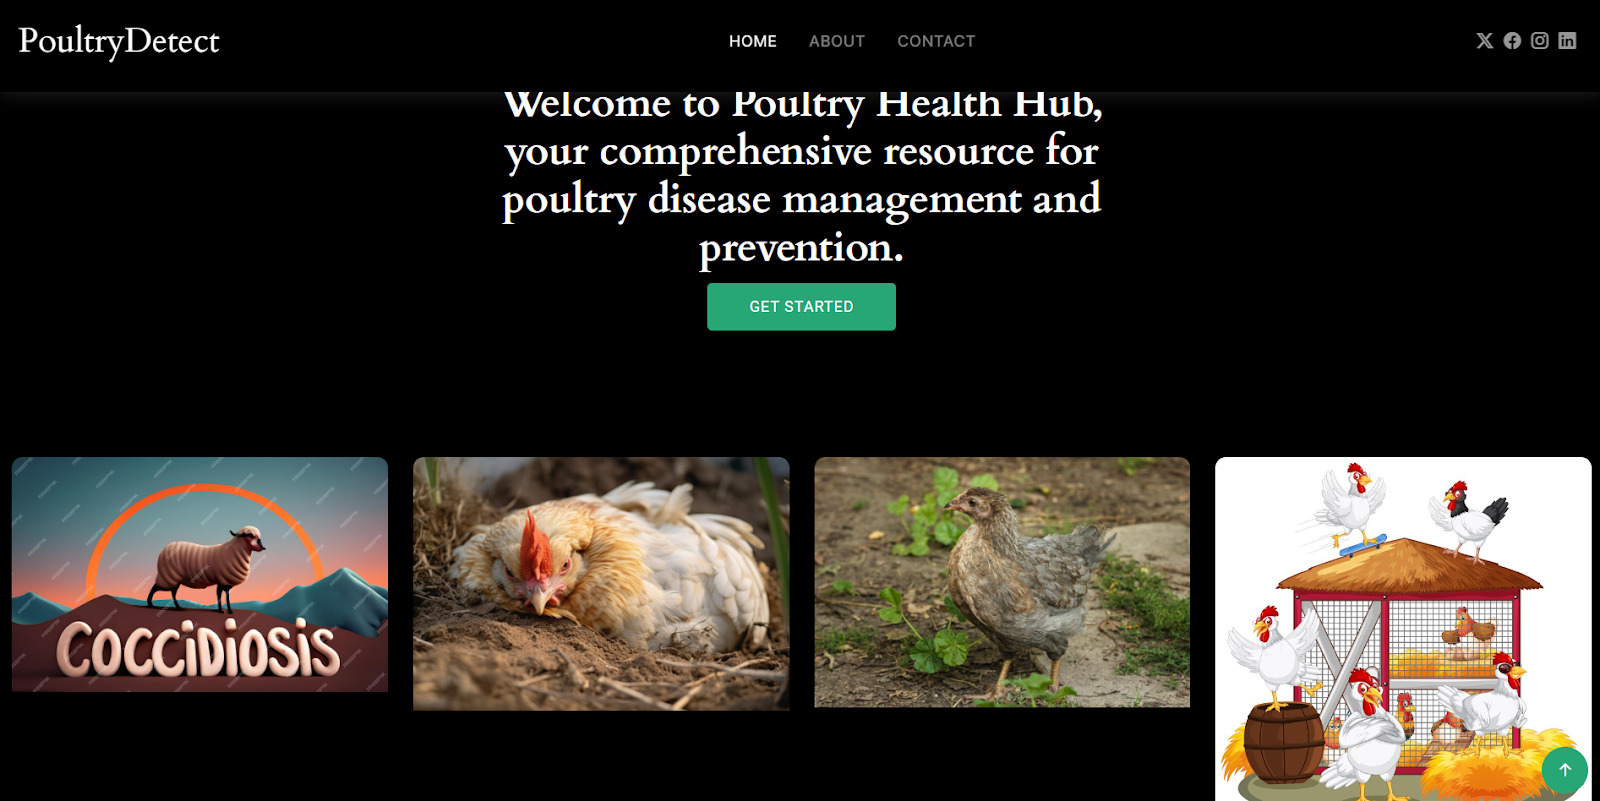 PoultryDetect
HOME
ABOUT
CONTACT
Welcome to Poultry Health Hub,
your comprehensive resource for
poultry disease management and
prevention.
GET STARTED
COCCiDiOSiS